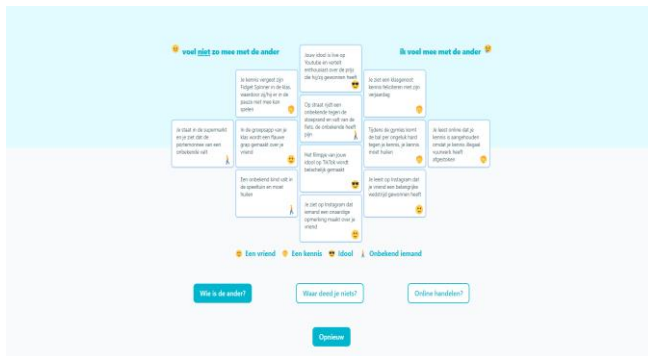 voel niet zo mee met de ander
ik voel mee met de ander
Jouw idool is live op
Youtube en vertelt
enthousiast over de prijs
die hij/zij gewonnen heeft
Je kennis vergeet zijn
Fidget Spinner in de klas,
waardoor hij/hij er in de
pauze niet mee kan
spelen
Je ziet een klasgenoot/
kennis feliciteren met zijn
verjaardag
Op straat rijdt een
onbekende tegen de
stoeprand en valt van de
fiets, de onbekende heeft
pijn
Je staat in de supermarkt
en je ziet dat de
portemonnee van een
onbekende valt
In de groepsapp van je
klas wordt een flauwe
grap gemaakt over je
vriend
Tijdens de gymles komt
de bal per ongeluk hard
tegen je kennis, je kennis
moet huilen
Je leest online dat je
kennis is aangehouden
omdat je kennis illegaal
vuurwerk heeft
afgestoken
Het filmpje van jouw
idool op TikTok wordt
belachelijk gemaakt
Een onbekend kind valt in
de speeltuin en moet
huilen
Je leest op Instagram dat
je vriend een belangrijke
wedstrijd gewonnen heeft
Je ziet op Instagram dat
iemand een onaardige
opmerking maakt over je
vriend
Een vriend Een kennis Idool Onbekend iemand
Wie is de ander?
Waar deed je niets?
Online handelen?
Opnieuw